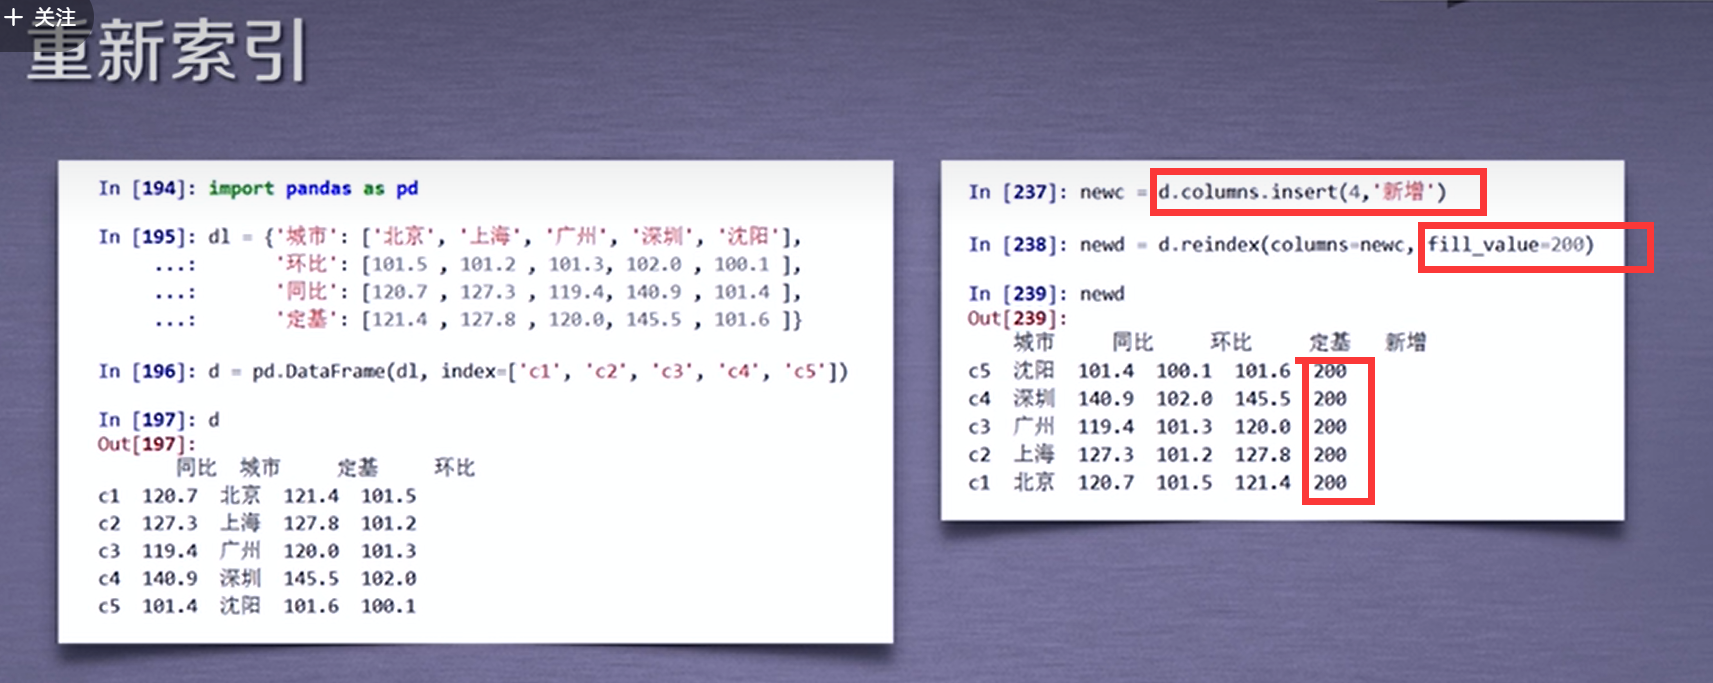 + 关注
重新索引
In [194]: import pandas as pd
In [195]: dl = {'城市': ['北京', '上海', '广州', '深圳', '沈阳'],
...: '环比': [101.5 , 101.2 , 101.3, 102.0 , 100.1 ],
...: '同比': [120.7 , 127.3 , 119.4, 140.9 , 101.4 ],
...: '定基': [121.4 , 127.8 , 120.0, 145.5 , 101.6 ]}
In [196]: d = pd.DataFrame(dl, index=['c1', 'c2', 'c3', 'c4', 'c5'])
In [197]: d
Out[197]:
同比 城市 定基 环比
c1 120.7 北京 121.4 101.5
c2 127.3 上海 127.8 101.2
c3 119.4 广州 120.0 101.3
c4 140.9 深圳 145.5 102.0
c5 101.4 沈阳 101.6 100.1
In [237]: newc = d.columns.insert(4,'新增')
In [238]: newd = d.reindex(columns=newc, fill_value=200)
In [239]: newd
Out[239]:
城市 同比 环比 定基 新增
c5 沈阳 101.4 100.1 101.6 200
c4 深圳 140.9 102.0 145.5 200
c3 广州 119.4 101.3 120.0 200
c2 上海 127.3 101.2 127.8 200
c1 北京 120.7 101.5 121.4 200